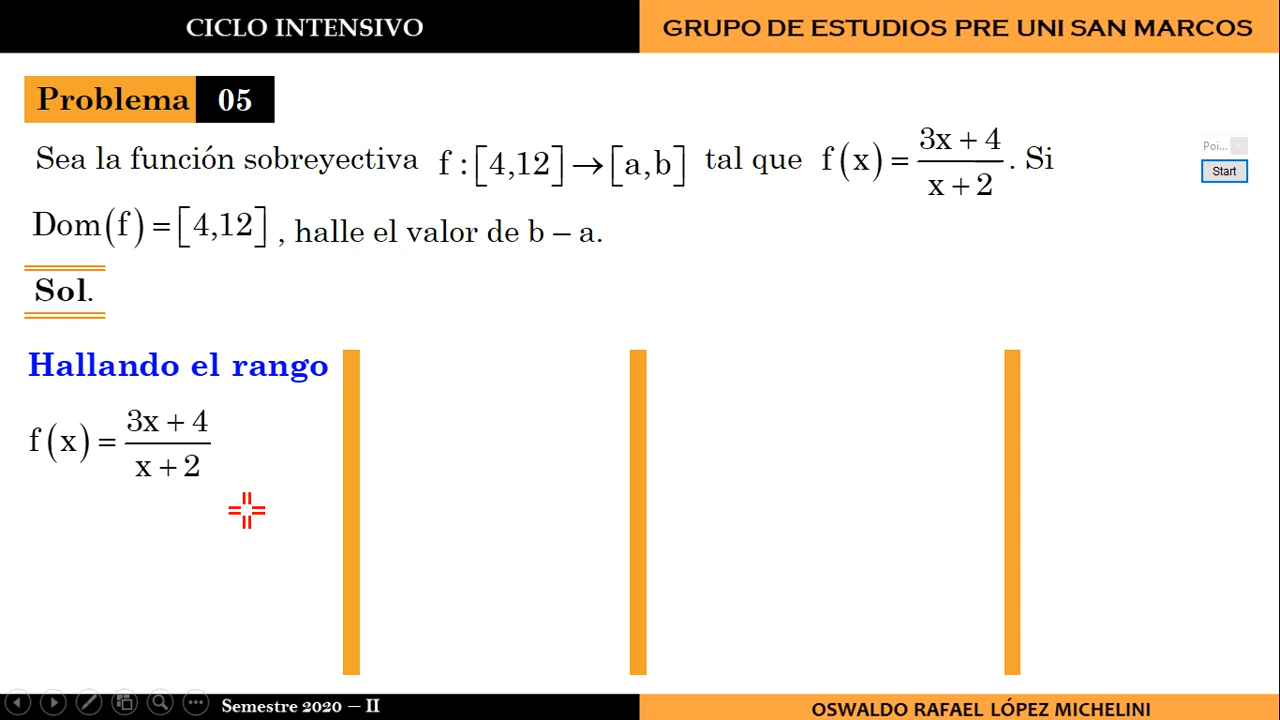 CICLO INTENSIVO
GRUPO DE ESTUDIOS PRE UNI SAN MARCOS
Problema 05
Sea la función sobreyectiva f : [4,12] → [a,b] tal que f(x) = (3x + 4)/(x + 2) . Si
Dom(f) = [4,12] , halle el valor de b – a.
Poi...
Start
Sol.
Hallando el rango
f(x) = (3x + 4)/(x + 2)
Semestre 2020 – II
OSWALDO RAFAEL LÓPEZ MICHELINI